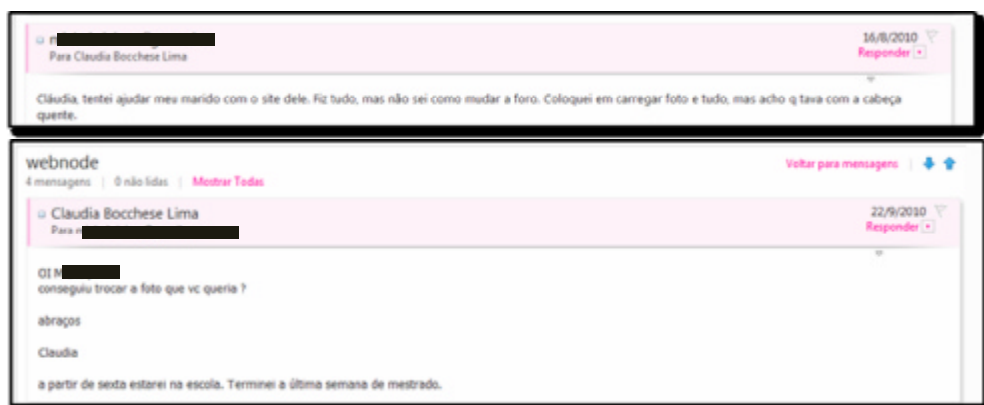 16/8/2010
Para Claudia Bocchese Lima
Responder
Cláudia, tentei ajudar meu marido com o site dele. Fiz tudo, mas não sei como mudar a foro. Coloquei em carregar foto e tudo, mas acho q tava com a cabeça
quente.
webnode
Voltar para mensagens
4 mensagens | 0 não lidas | Mostrar Todas
Claudia Bocchese Lima
22/9/2010
Para
Responder
OI M
conseguiu trocar a foto que vc queria ?
abraços
Claudia
a partir de sexta estarei na escola. Terminei a última semana de mestrado.